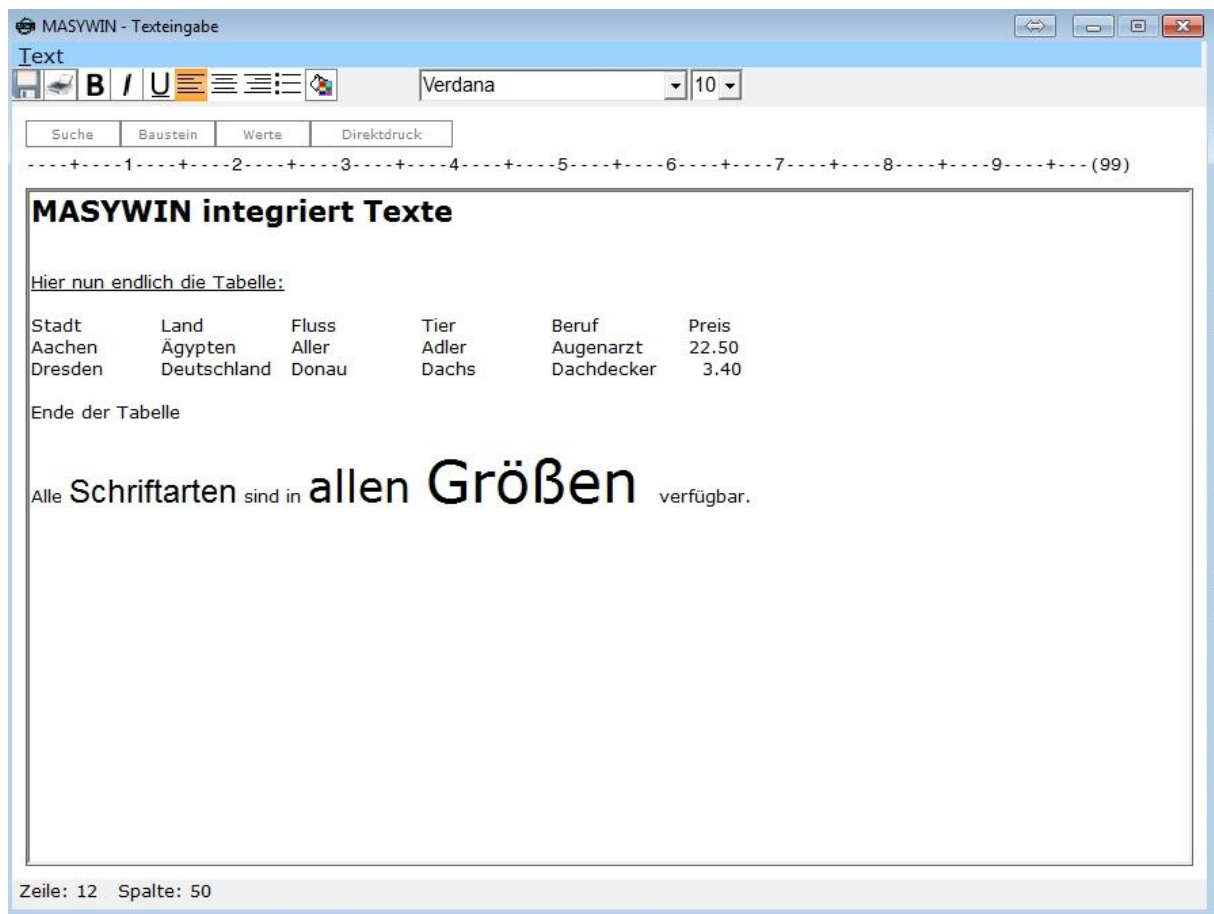 MASYWIN - Texteingabe
Text
B I U Verdana 10
Suche Baustein Werte Direktdruck
----+----1----+----2----+----3----+----4----+----5----+----6----+----7----+----8----+----9----+---(99)
MASYWIN integriert Texte
Hier nun endlich die Tabelle:
Stadt Land Fluss Tier Beruf Preis
Aachen Ägypten Aller Adler Augenarzt 22.50
Dresden Deutschland Donau Dachs Dachdecker 3.40
Ende der Tabelle
Alle Schriftarten sind in allen Größen verfügbar.
Zeile: 12 Spalte: 50